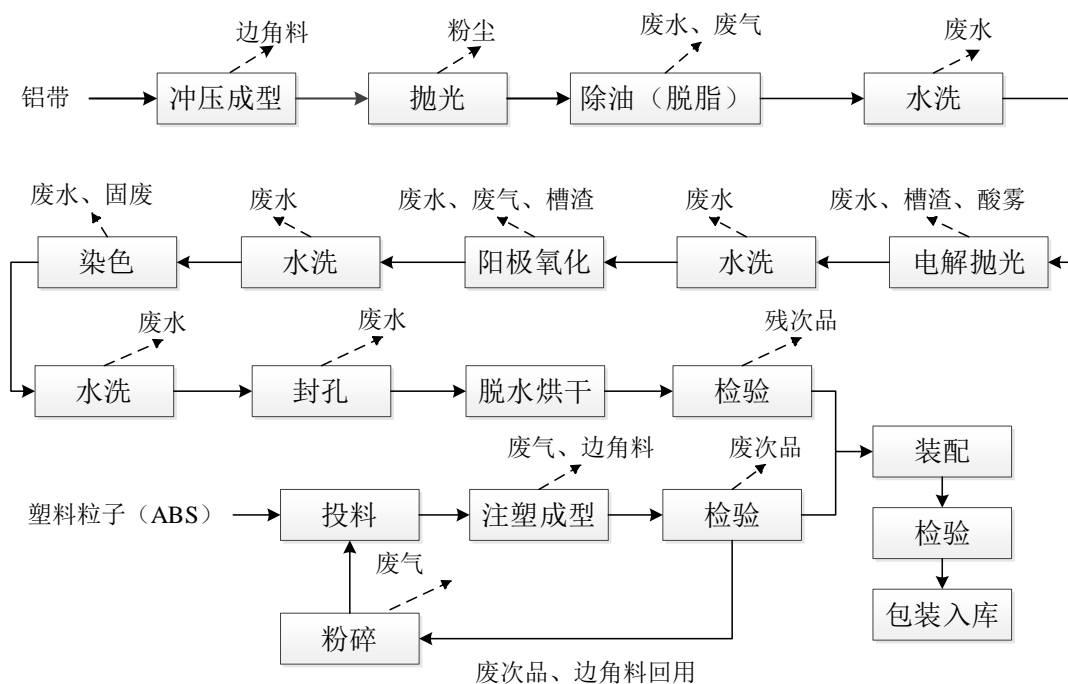 边角料
粉尘
废水、废气
废水
铝带
冲压成型
抛光
除油（脱脂）
水洗
废水、固废
废水
废水、废气、槽渣
废水
废水、槽渣、酸雾
染色
水洗
阳极氧化
水洗
电解抛光
废水
废水
残次品
水洗
封孔
脱水烘干
检验
废气、边角料
废次品
装配
塑料粒子（ABS）
投料
注塑成型
检验
检验
废气
粉碎
包装入库
废次品、边角料回用